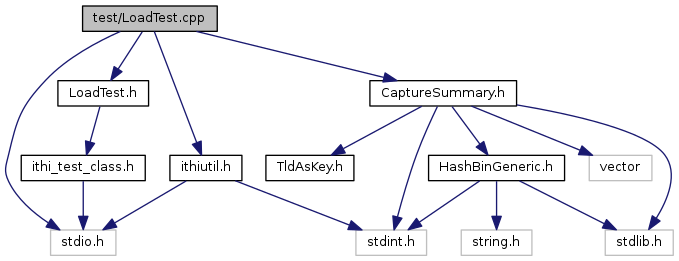 test/LoadTest.cpp
LoadTest.h
CaptureSummary.h
ithi_test_class.h
ithiutil.h
TldAsKey.h
HashBinGeneric.h
vector
stdio.h
stdint.h
string.h
stdlib.h